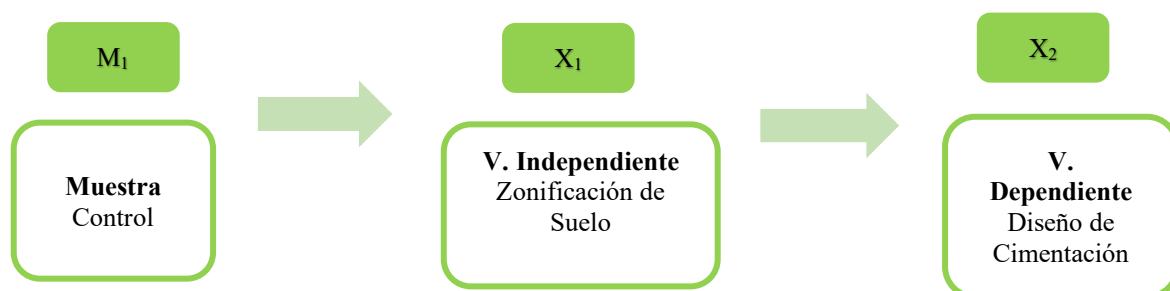 M₁
Muestra
Control
X₁
V. Independiente
Zonificación de
Suelo
X₂
V.
Dependiente
Diseño de
Cimentación